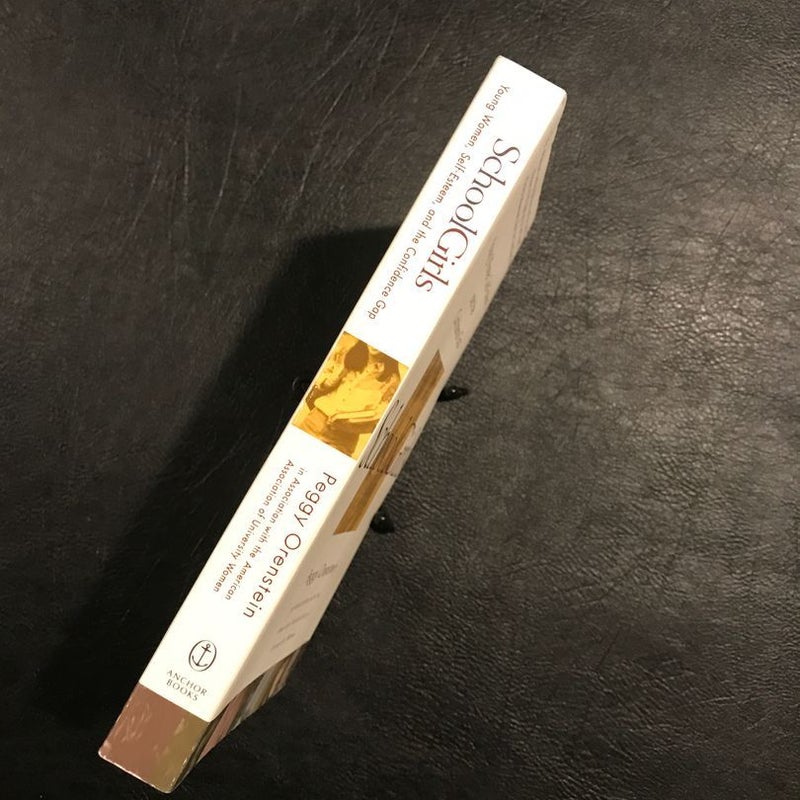 SchoolGirls
Young Women, Self-Esteem, and the Confidence Gap
Peggy Orenstein
in Association with the American
Association of University Women
ANCHOR
BOOKS